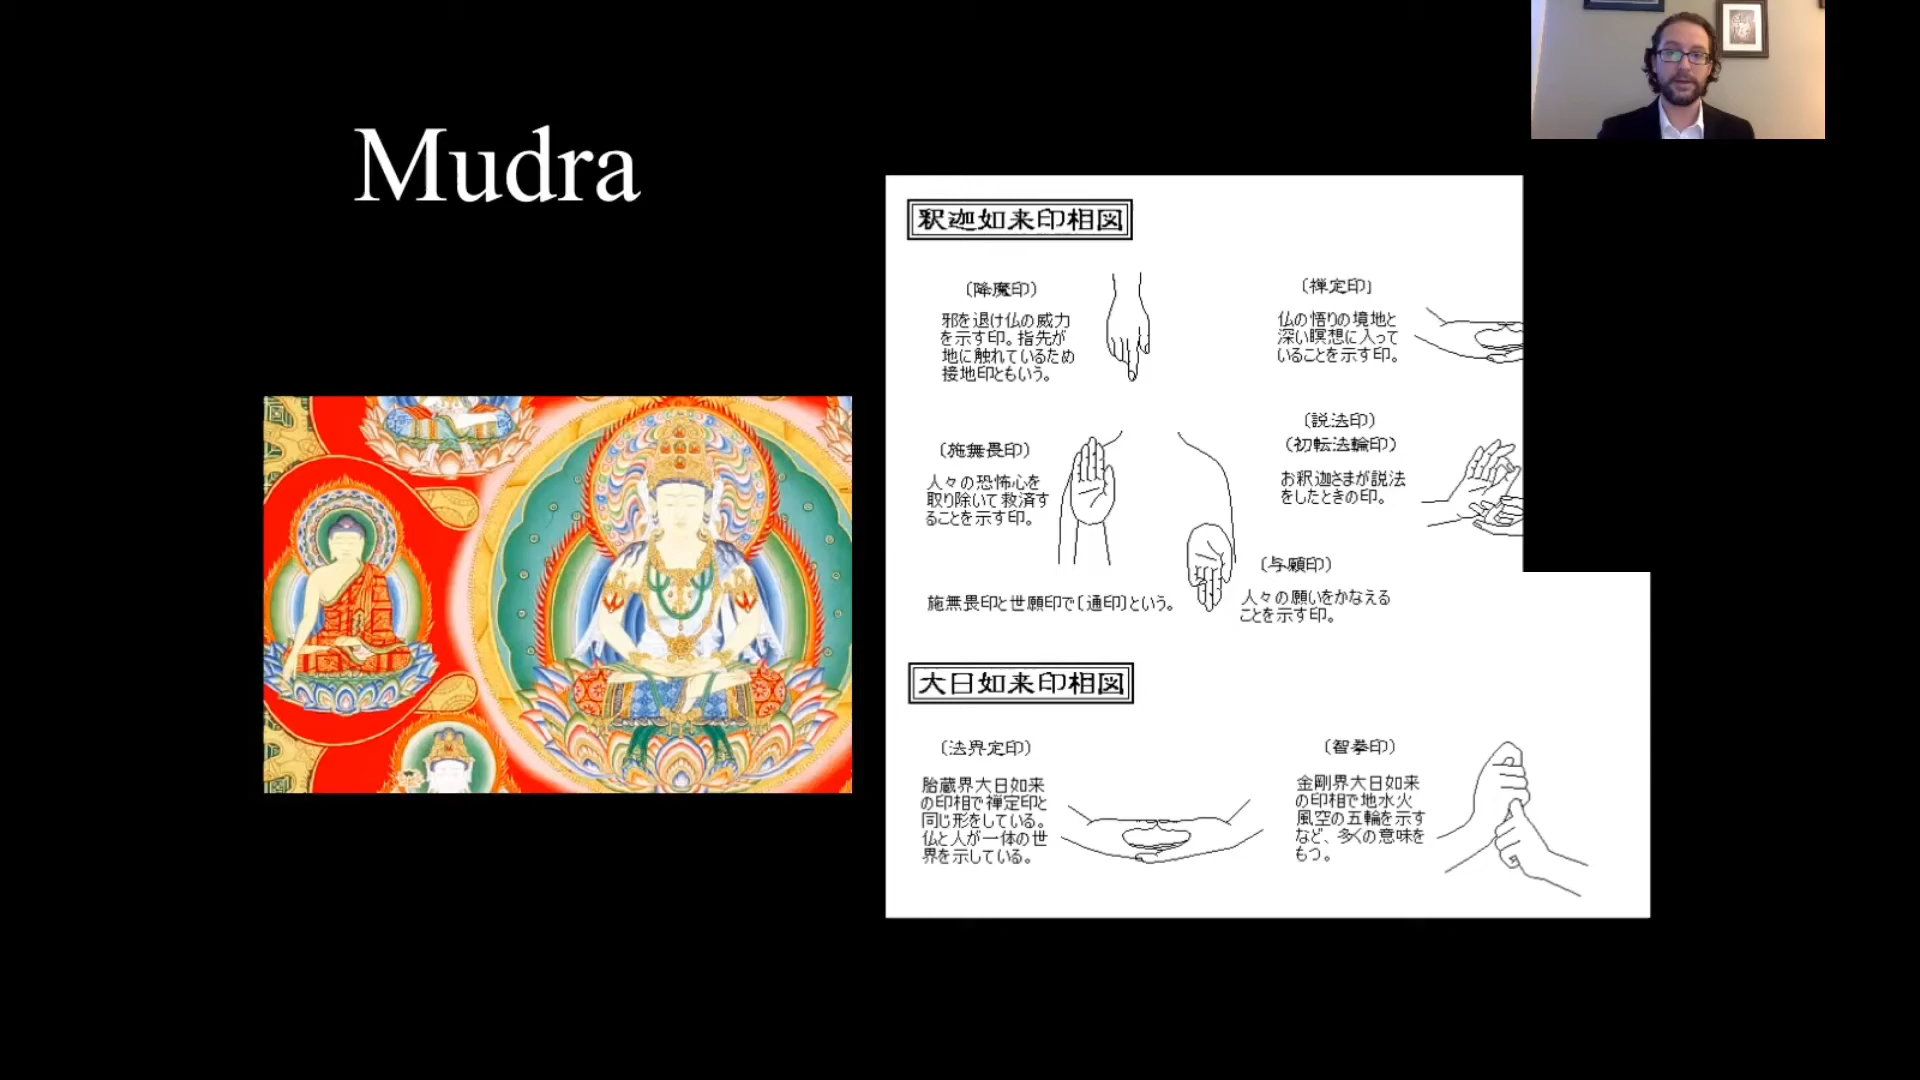 Mudra
釈迦如来印相図
〔降魔印〕
邪を退け仏の威力
を示す印。指先が
地に触れているため
接地印ともいう。
〔禅定印〕
仏の悟りの境地と
深い瞑想に入って
いることを示す印。
〔施無畏印〕
人々の恐怖心を
取り除いて救済す
ることを示す印。
〔説法印〕
(初転法輪印)
お釈迦さまが説法
をしたときの印。
〔与願印〕
人々の願いをかなえる
ことを示す印。
施無畏印と世願印で〔通印〕という。
大日如来印相図
〔法界定印〕
胎蔵界大日如来
の印相で禅定印と
同じ形をしている。
仏と人が一体の世
界を示している。
〔智拳印〕
金剛界大日如来
の印相で地水火
風空の五輪を示す
など、多くの意味を
もつ。